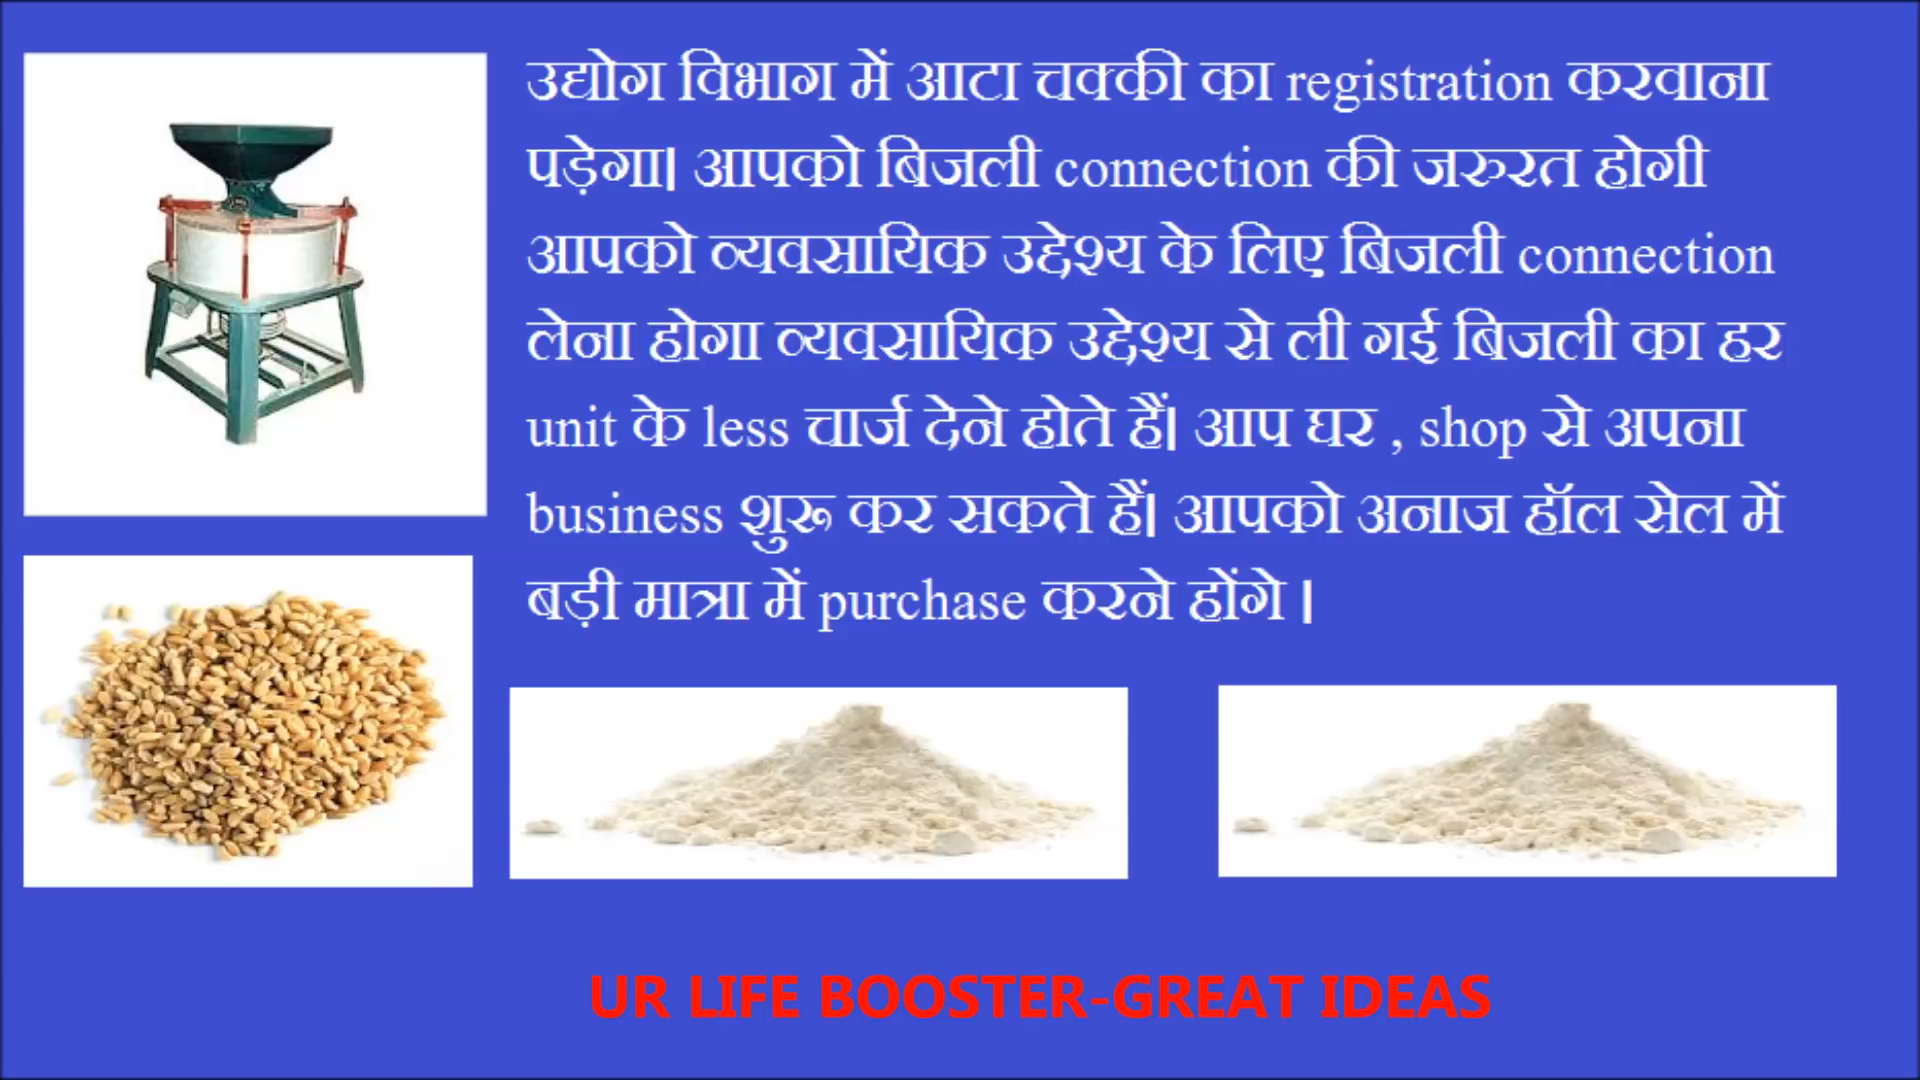 उद्योग विभाग में आटा चक्की का registration करवाना
पड़ेगा। आपको बिजली connection की जरुरत होगी
आपको व्यवसायिक उद्देश्य के लिए बिजली connection
लेना होगा व्यवसायिक उद्देश्य से ली गई बिजली का हर
unit के less चार्ज देने होते हैं। आप घर , shop से अपना
business शुरू कर सकते हैं। आपको अनाज हॉल सेल में
बड़ी मात्रा में purchase करने होंगे ।
UR LIFE BOOSTER-GREAT IDEAS